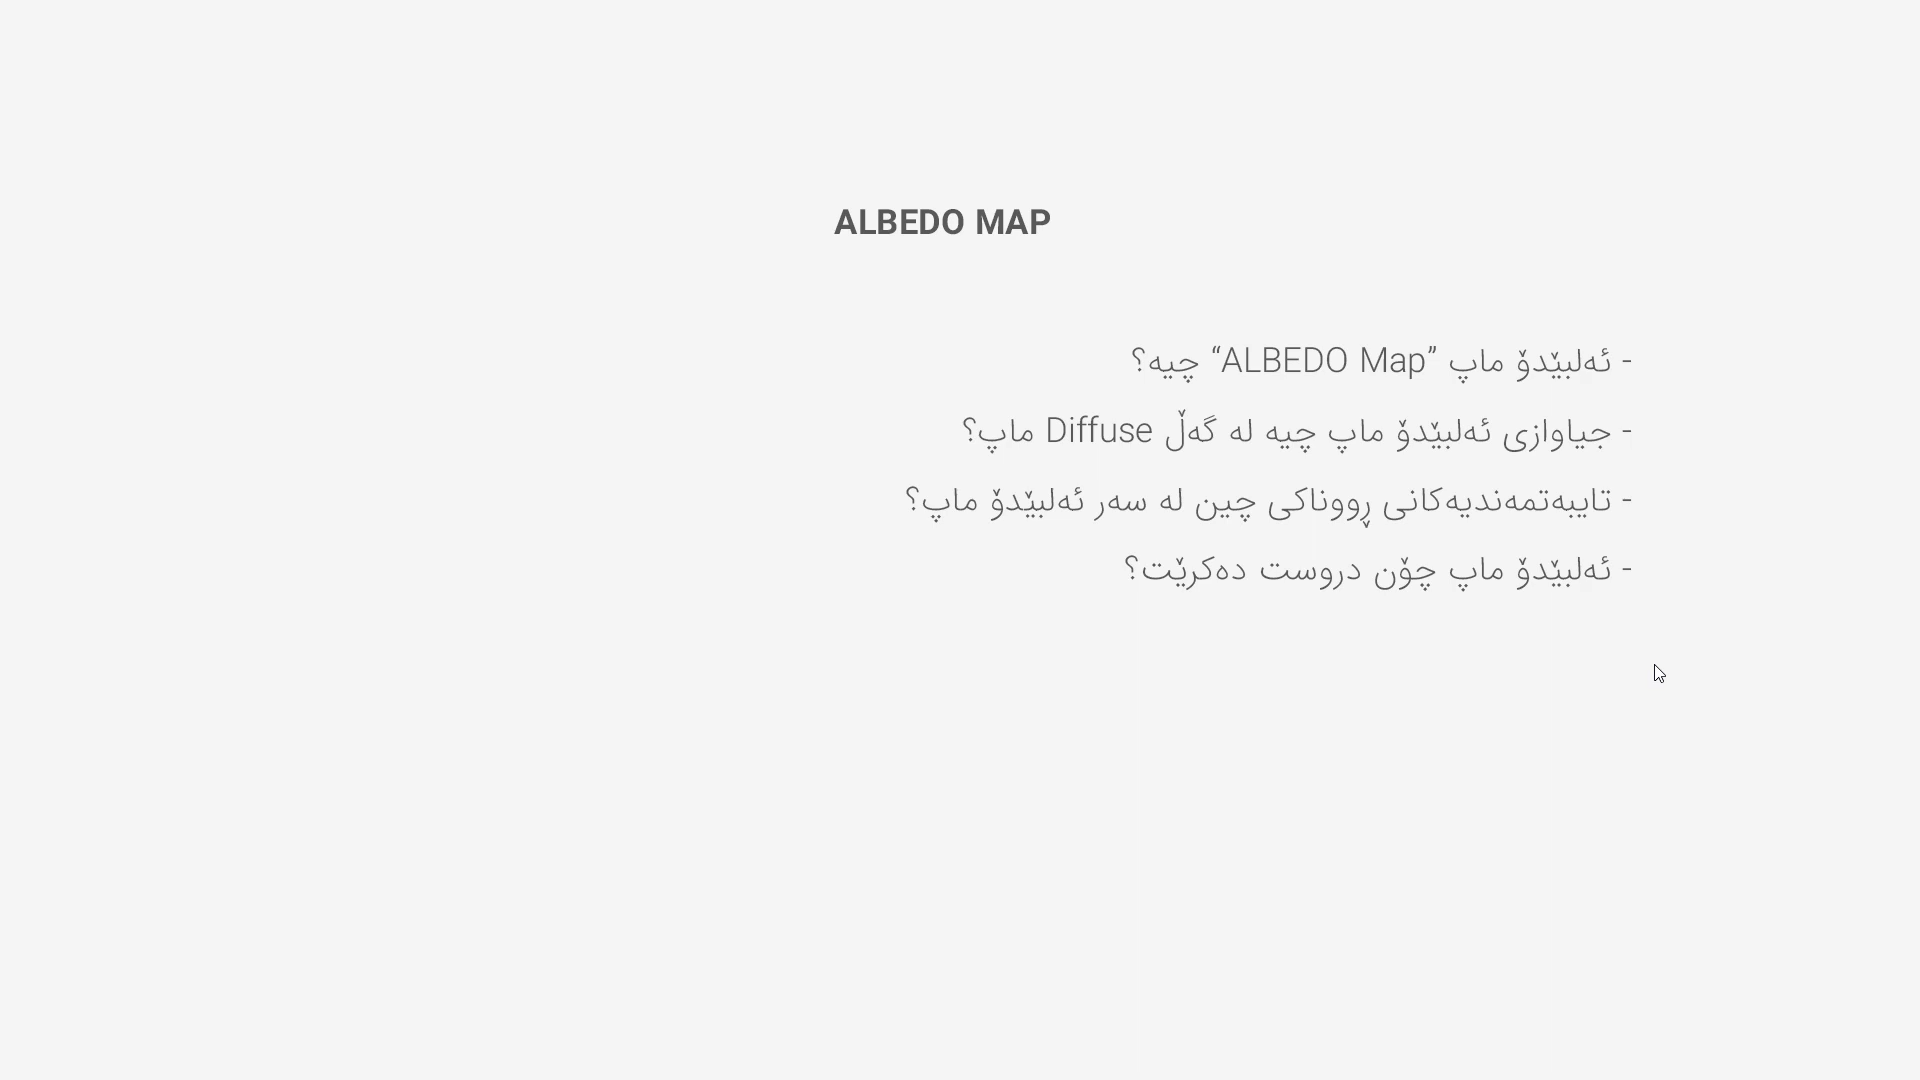 ALBEDO MAP
- ئەلبێدۆ ماپ “ALBEDO Map” چیە؟
- جیاوازی ئەلبێدۆ ماپ چیە لە گەڵ Diffuse ماپ؟
- تایبەتمەندیەکانی ڕووناکی چین لە سەر ئەلبێدۆ ماپ؟
- ئەلبێدۆ ماپ چۆن دروست دەکرێت؟